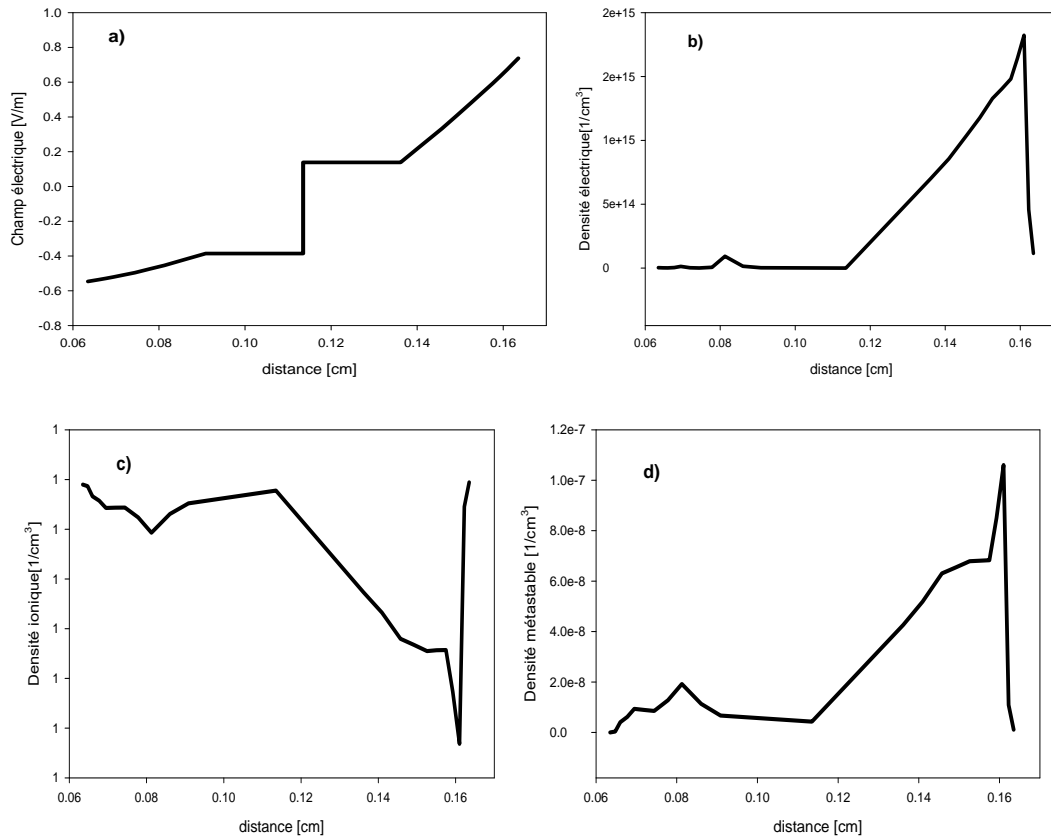 a)
1.0
0.8
0.6
0.4
0.2
0.0
-0.2
-0.4
-0.6
-0.8
0.06
0.08
0.10
0.12
0.14
0.16
Champ électrique [V/m]
distance [cm]
b)
2e+15
2e+15
1e+15
5e+14
0
0.06
0.08
0.10
0.12
0.14
0.16
Densité électrique[1/cm³]
distance [cm]
c)
1
1
1
1
1
1
1
1
0.06
0.08
0.10
0.12
0.14
0.16
Densité ionique[1/cm³]
distance [cm]
d)
1.2e-7
1.0e-7
8.0e-8
6.0e-8
4.0e-8
2.0e-8
0.0
0.06
0.08
0.10
0.12
0.14
0.16
Densité métastable [1/cm³]
distance [cm]